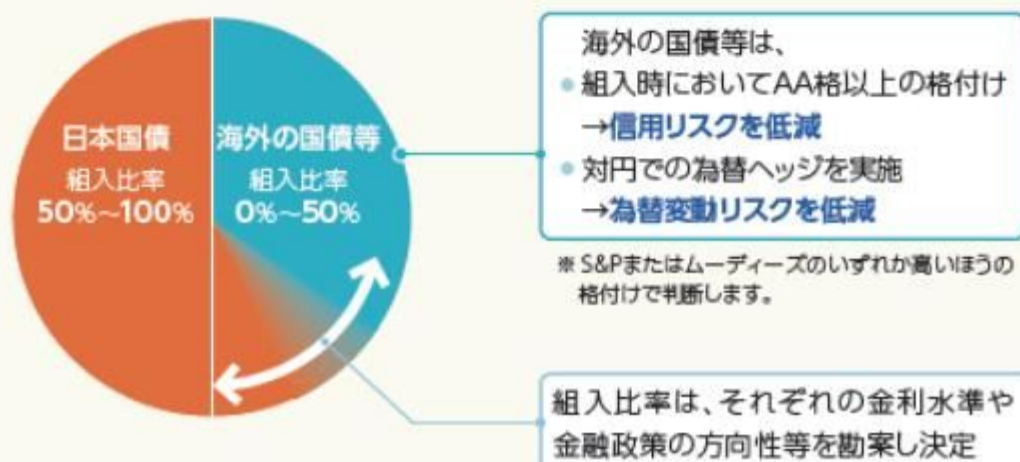 日本国債
組入比率
50%~100%
海外の国債等
組入比率
0%~50%
海外の国債等は、
● 組入時においてAA格以上の格付け
→信用リスクを低減
● 対円での為替ヘッジを実施
→為替変動リスクを低減
※ S&Pまたはムーディーズのいずれか高いほうの
格付けで判断します。
組入比率は、それぞれの金利水準や
金融政策の方向性等を勘案し決定